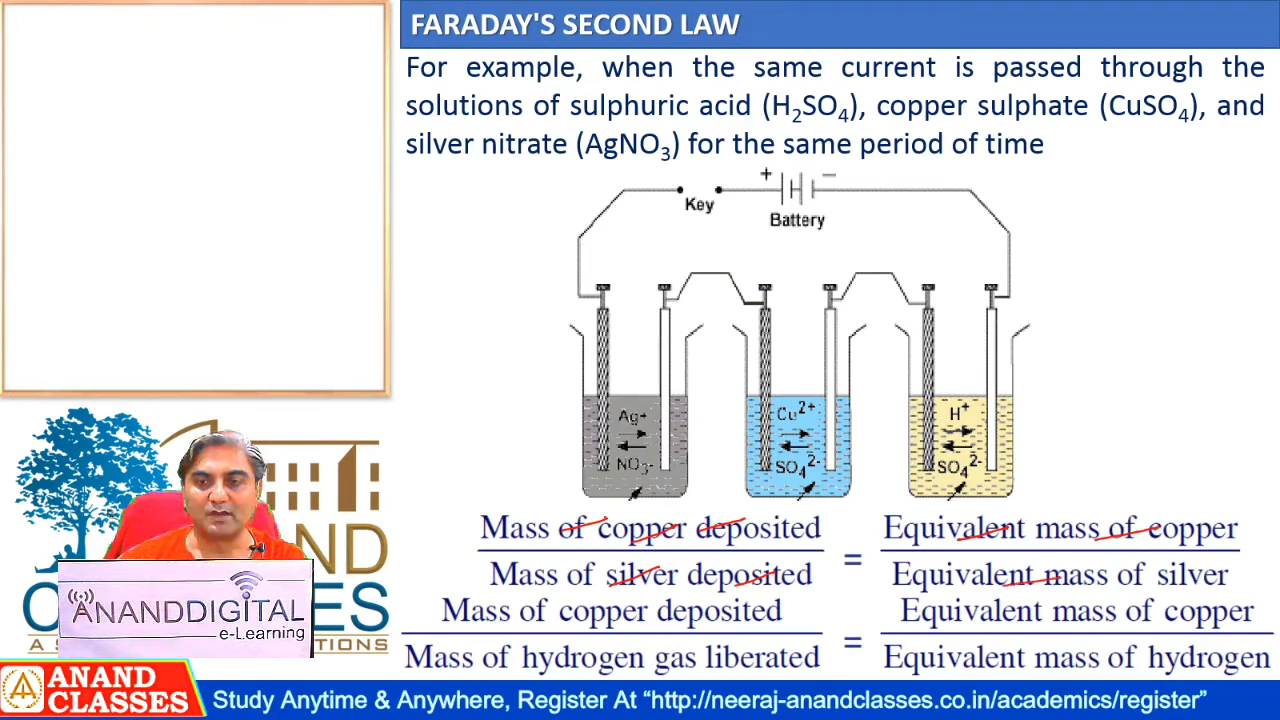 FARADAY'S SECOND LAW
For example, when the same current is passed through the
solutions of sulphuric acid (H₂SO₄), copper sulphate (CuSO₄), and
silver nitrate (AgNO₃) for the same period of time
+ −
Key
Battery
Ag+
NO₃-
Cu²⁺
SO₄²⁻
H⁺
SO₄²⁻
Mass of copper deposited
Mass of silver deposited
=
Equivalent mass of copper
Equivalent mass of silver
Mass of copper deposited
Mass of hydrogen gas liberated
=
Equivalent mass of copper
Equivalent mass of hydrogen
ANANDDIGITAL
e-Learning
ANAND
CLASSES
Study Anytime & Anywhere, Register At “http://neeraj-anandclasses.co.in/academics/register”